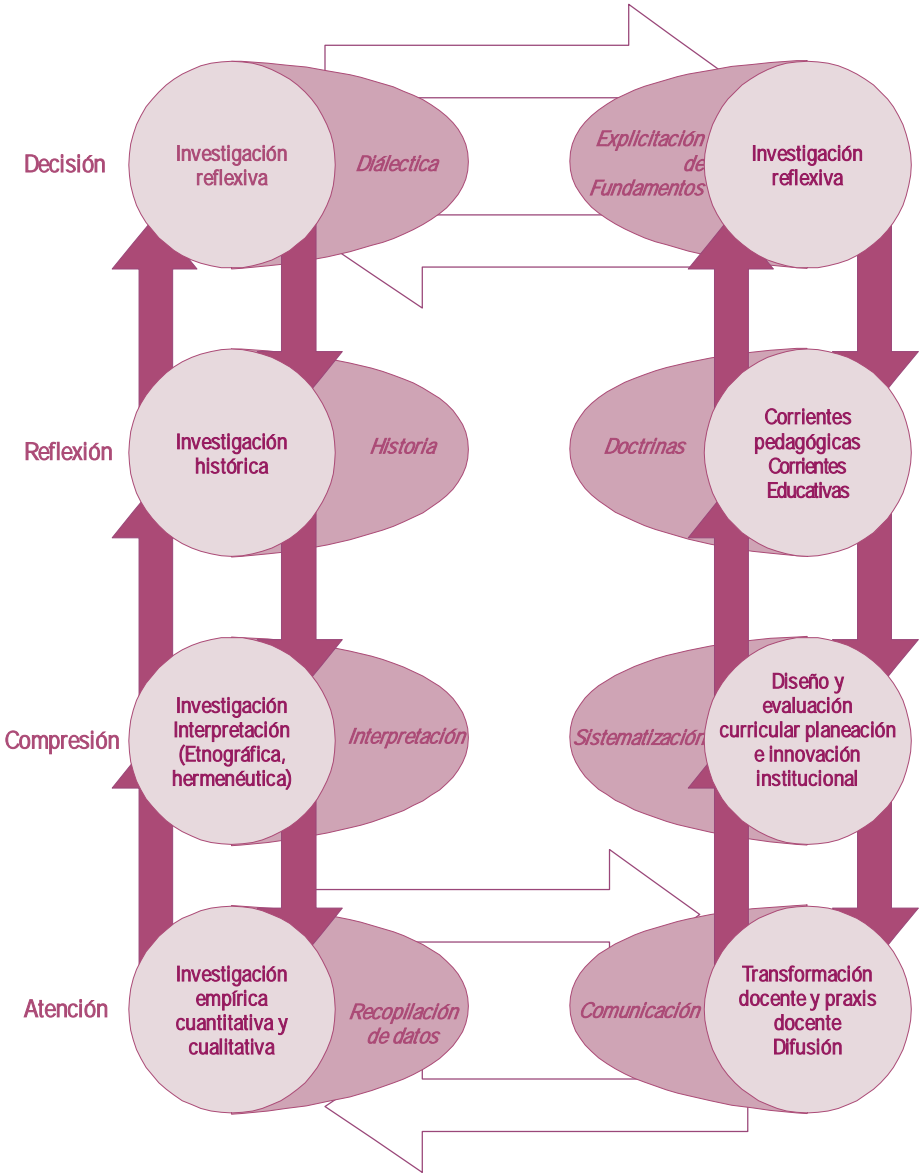 Decisión
Investigación
reflexiva
Diálectica
Explicitación
de
Fundamentos
Investigación
reflexiva
Reflexión
Investigación
histórica
Historia
Doctrinas
Corrientes
pedagógicas
Corrientes
Educativas
Compresión
Investigación
Interpretación
(Etnográfica,
hermenéutica)
Interpretación
Sistematización
Diseño y
evaluación
curricular planeación
e innovación
institucional
Atención
Investigación
empírica
cuantitativa y
cualitativa
Recopilación
de datos
Comunicación
Transformación
docente y praxis
docente
Difusión